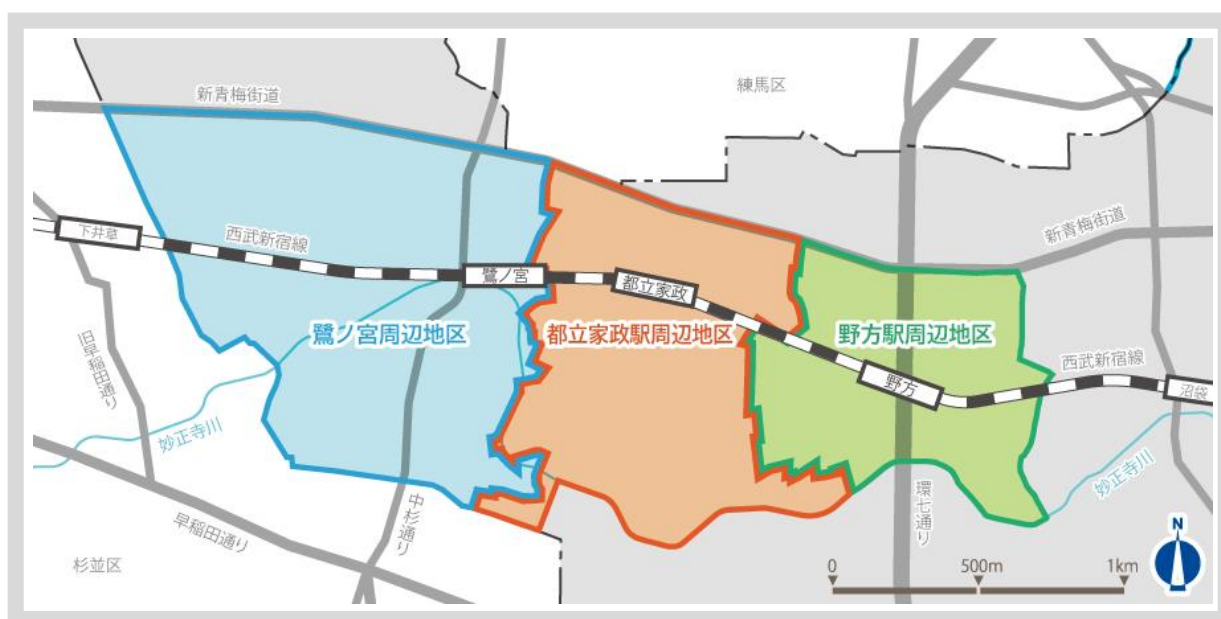 新青梅街道
練馬区
新青梅街道
下井草
西武新宿線
鷺ノ宮
都立家政
鷺ノ宮周辺地区
都立家政駅周辺地区
野方駅周辺地区
野方
西武新宿線
沼袋
旧早稲田通り
妙正寺川
妙正寺川
早稲田通り
中杉通り
環七通り
杉並区
N
0 500m 1km